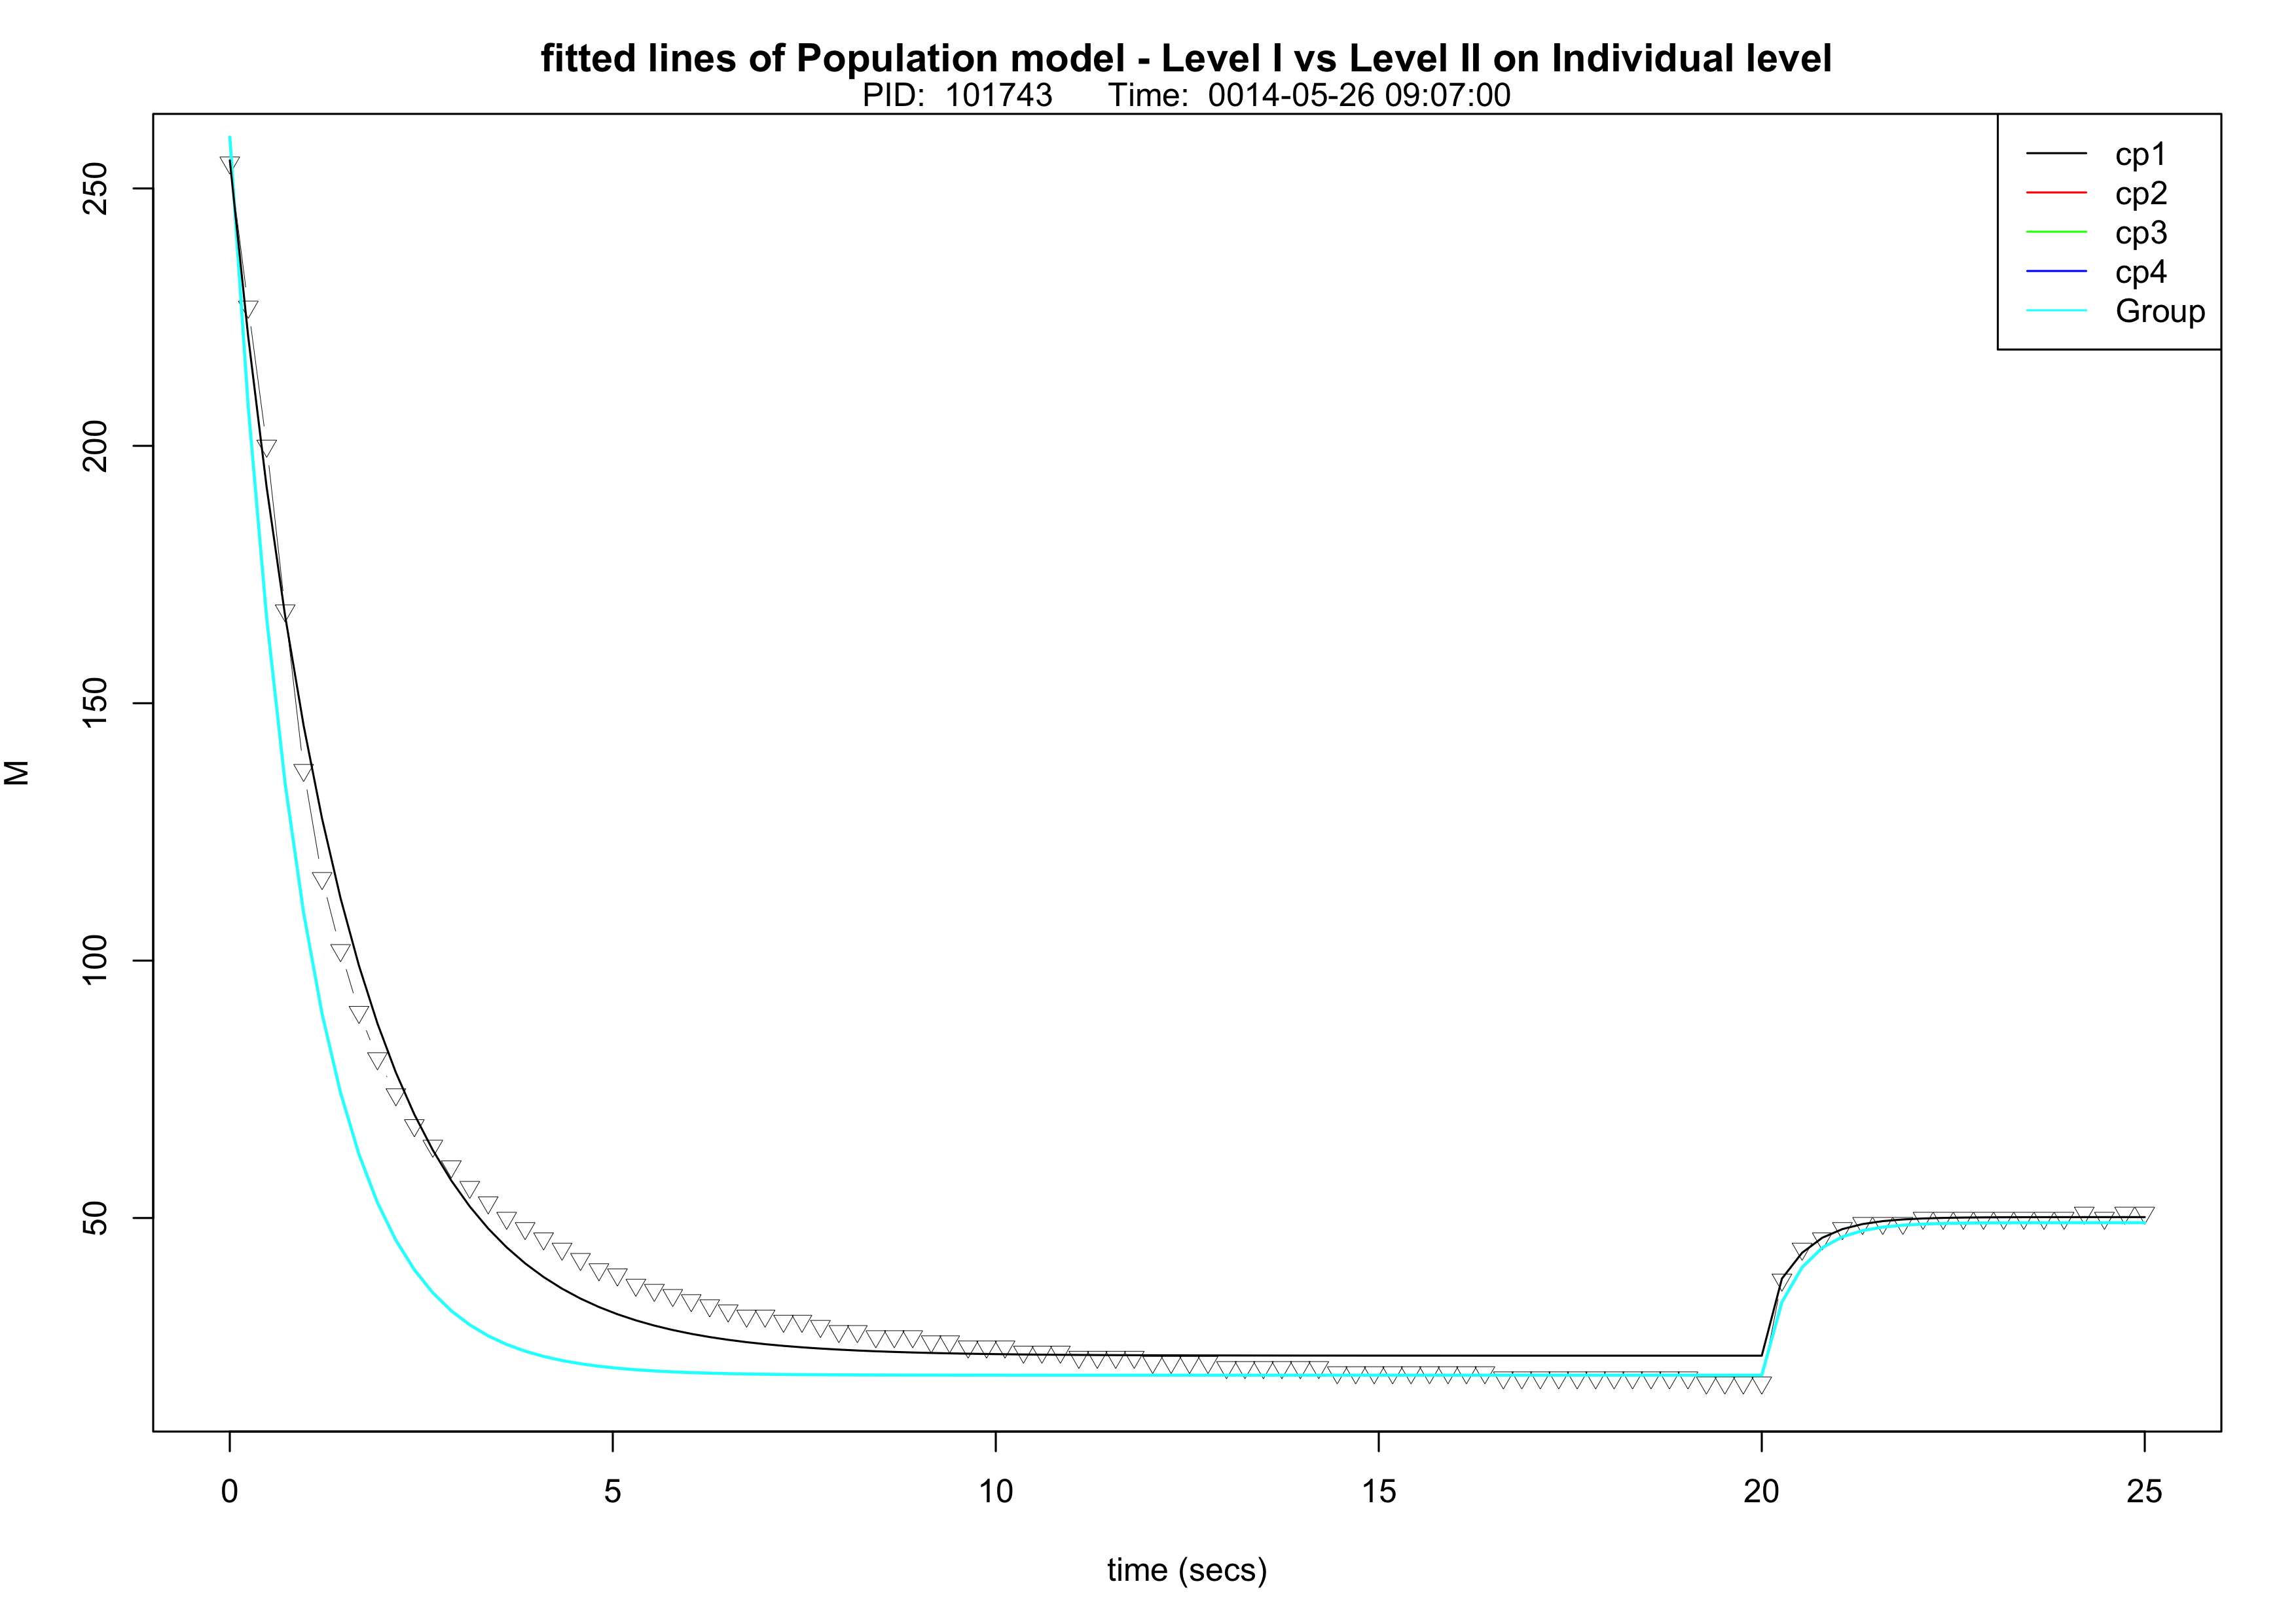 fitted lines of Population model - Level I vs Level II on Individual level
PID:  101743      Time:  0014-05-26 09:07:00
cp1
cp2
cp3
cp4
Group
M
250
200
150
100
50
0 5 10 15 20 25
time (secs)